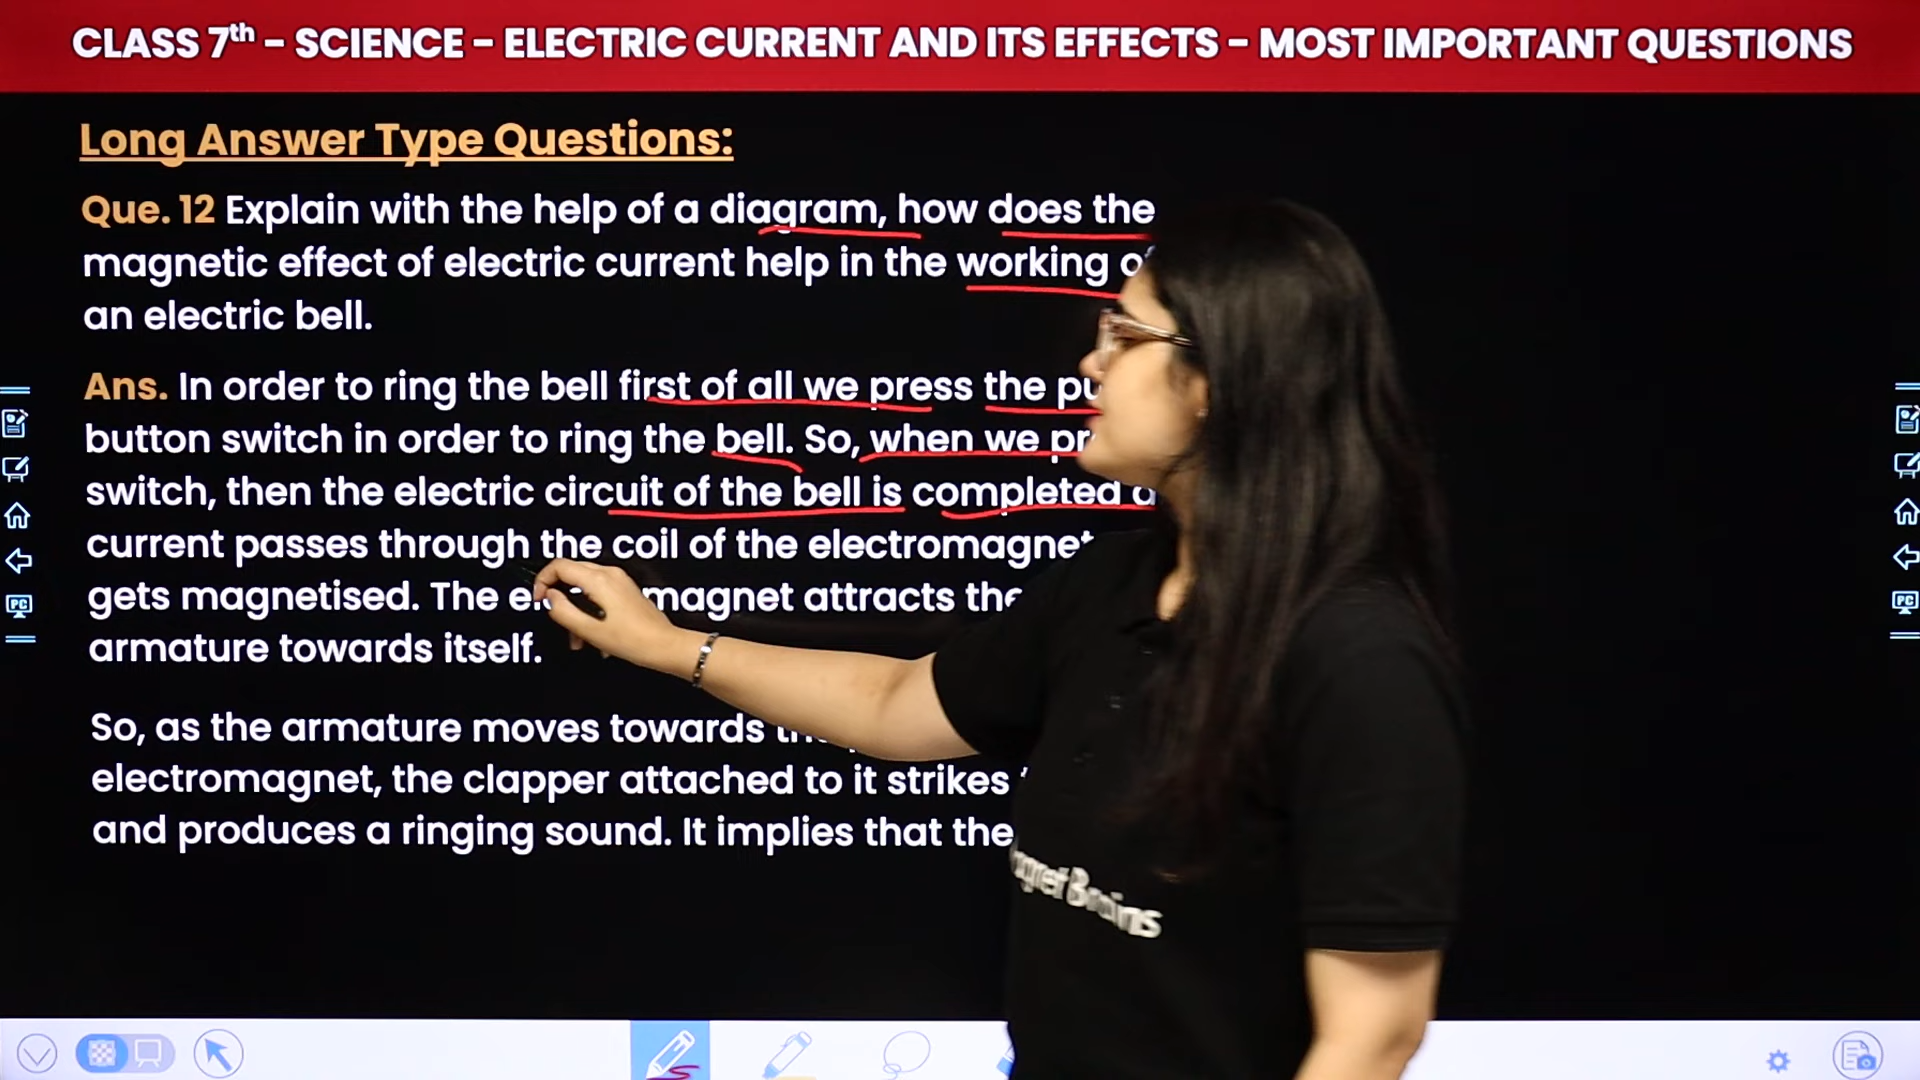 CLASS 7th - SCIENCE - ELECTRIC CURRENT AND ITS EFFECTS - MOST IMPORTANT QUESTIONS
Long Answer Type Questions:
Que. 12 Explain with the help of a diagram, how does the
magnetic effect of electric current help in the working of
an electric bell.
Ans. In order to ring the bell first of all we press the
button switch in order to ring the bell. So, when we
switch, then the electric circuit of the bell is completed
current passes through the coil of the electromagnet
gets magnetised. The magnet attracts the
armature towards itself.
So, as the armature moves towards
electromagnet, the clapper attached to it strikes
and produces a ringing sound. It implies that the
Brains
PC
PC